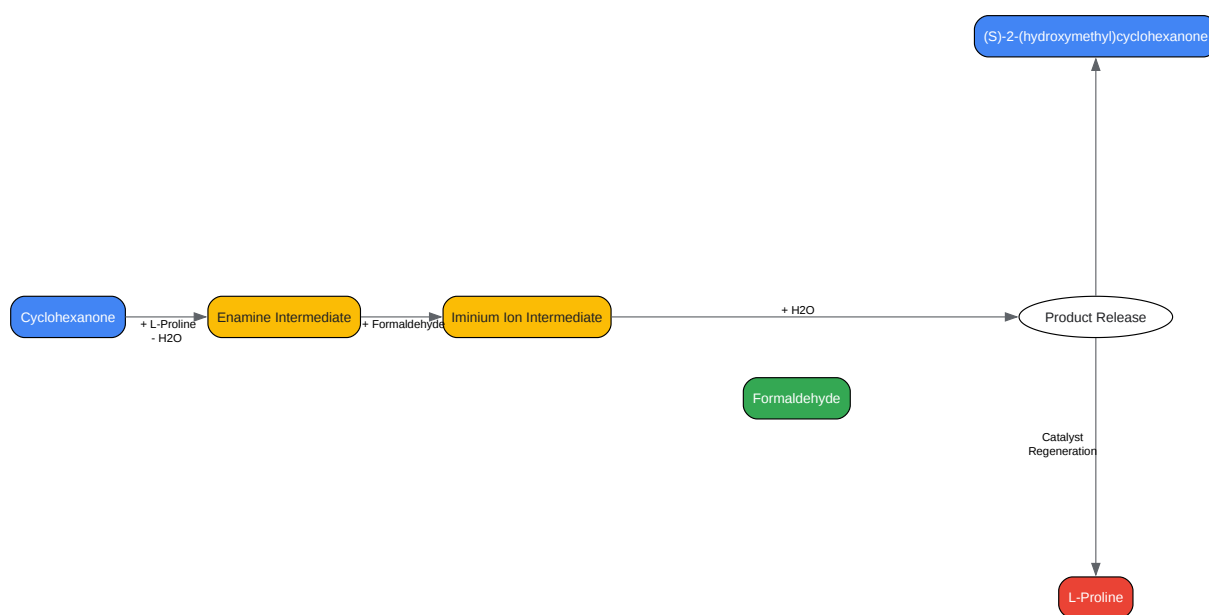 (S)-2-(hydroxymethyl)cyclohexanone
Cyclohexanone
+ L-Proline
- H2O
Enamine Intermediate
+ Formaldehyde
Iminium Ion Intermediate
+ H2O
Product Release
Formaldehyde
Catalyst
Regeneration
L-Proline